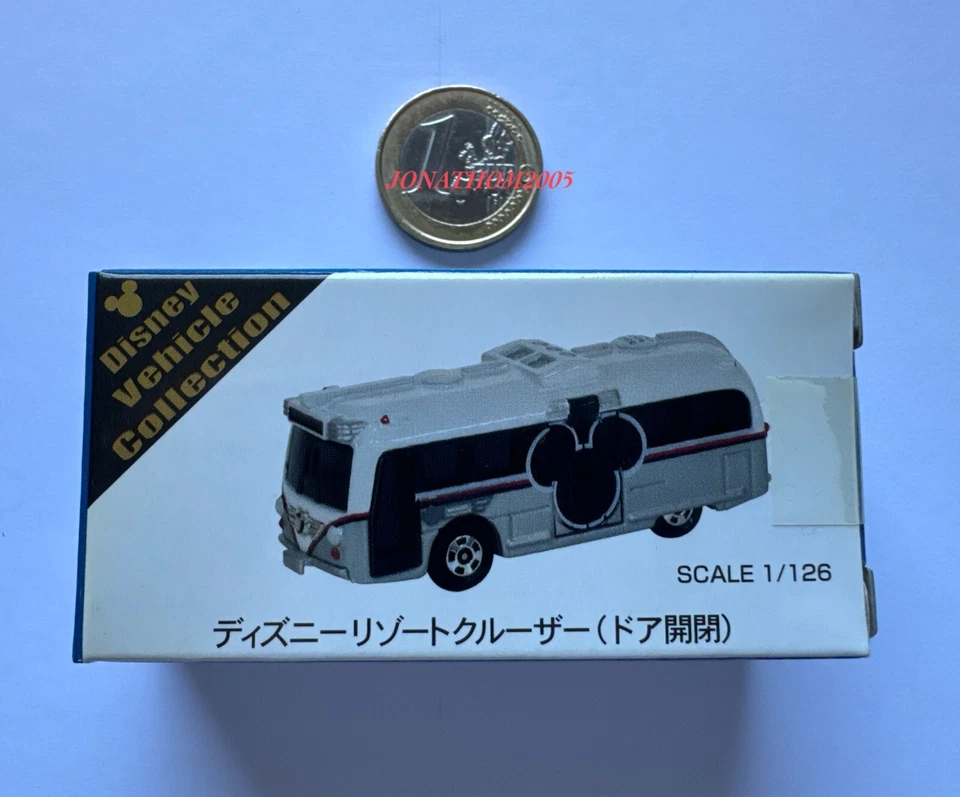 1
JONATHOM2005
Disney
Vehicle
Collection
SCALE 1/126
ディズニーリゾートクルーザー(ドア開閉)